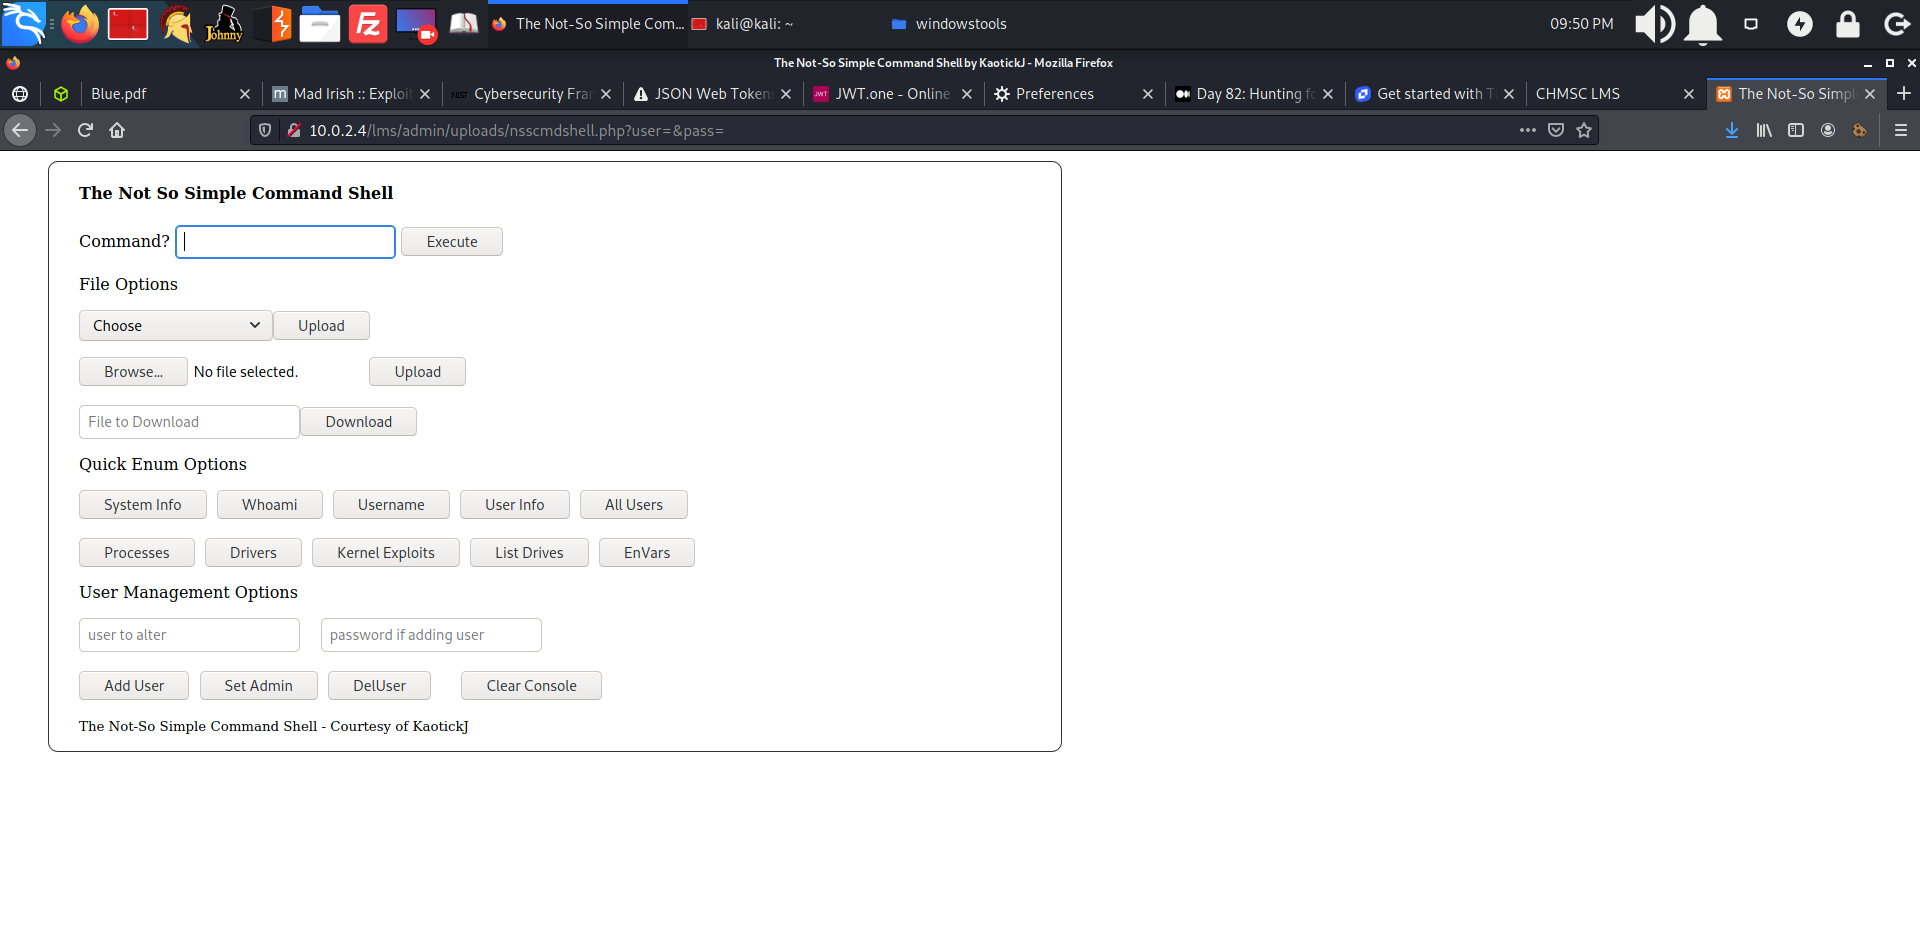 Johnny
The Not-So Simple Com...
kali@kali: ~
windowstools
09:50 PM
The Not-So Simple Command Shell by KaotickJ - Mozilla Firefox
Blue.pdf
Mad Irish :: Exploit
Cybersecurity Fra
JSON Web Token
JWT.one - Online
Preferences
Day 82: Hunting fo
Get started with T
CHMSC LMS
The Not-So Simpl
10.0.2.4/lms/admin/uploads/nsscmdshell.php?user=&pass=
The Not So Simple Command Shell
Command?
Execute
File Options
Choose
Upload
Browse...
No file selected.
Upload
File to Download
Download
Quick Enum Options
System Info
Whoami
Username
User Info
All Users
Processes
Drivers
Kernel Exploits
List Drives
EnVars
User Management Options
user to alter
password if adding user
Add User
Set Admin
DelUser
Clear Console
The Not-So Simple Command Shell - Courtesy of KaotickJ